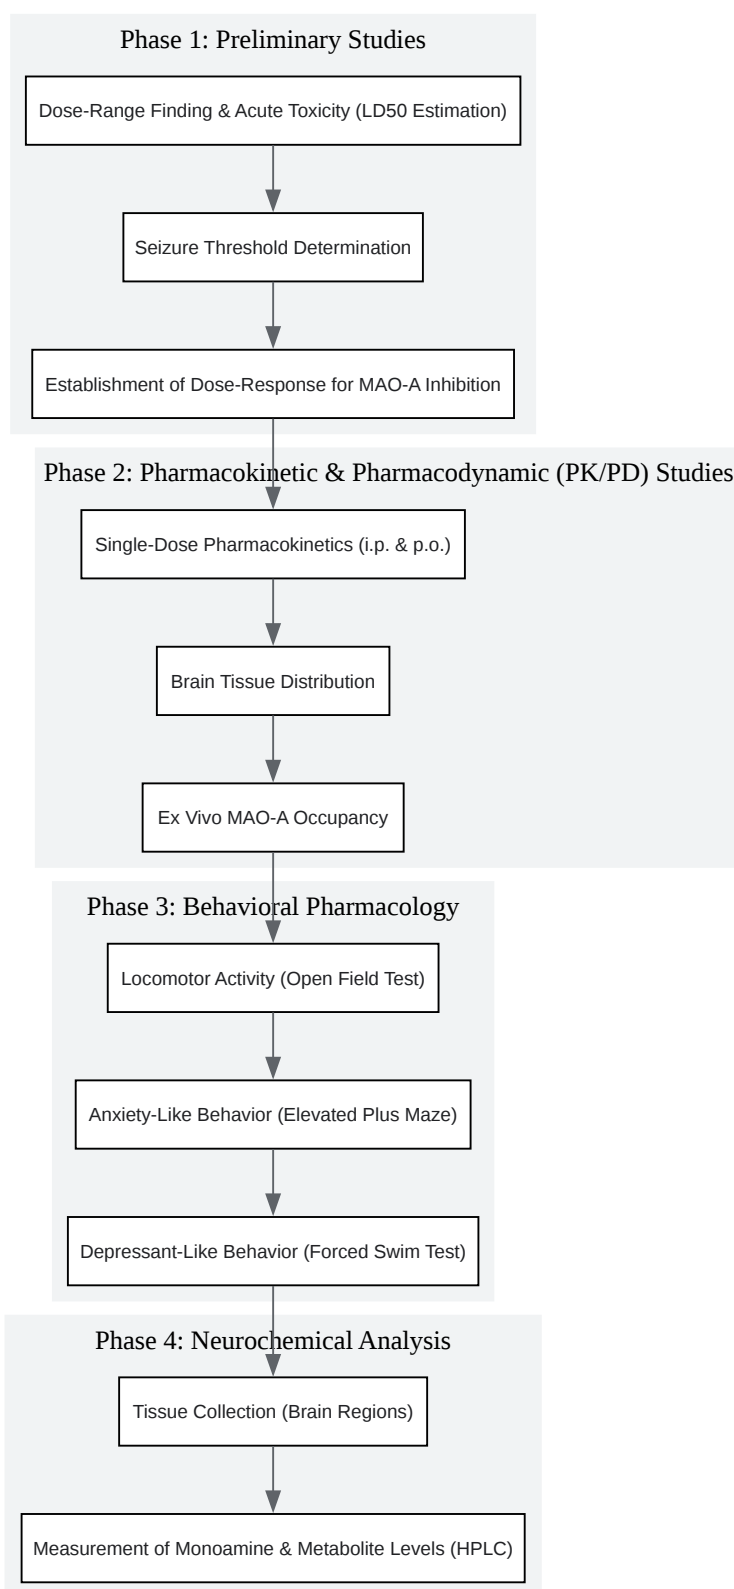 Phase 1: Preliminary Studies
Dose-Range Finding & Acute Toxicity (LD50 Estimation)
Seizure Threshold Determination
Establishment of Dose-Response for MAO-A Inhibition
Phase 2: Pharmacokinetic & Pharmacodynamic (PK/PD) Studies
Single-Dose Pharmacokinetics (i.p. & p.o.)
Brain Tissue Distribution
Ex Vivo MAO-A Occupancy
Phase 3: Behavioral Pharmacology
Locomotor Activity (Open Field Test)
Anxiety-Like Behavior (Elevated Plus Maze)
Depressant-Like Behavior (Forced Swim Test)
Phase 4: Neurochemical Analysis
Tissue Collection (Brain Regions)
Measurement of Monoamine & Metabolite Levels (HPLC)